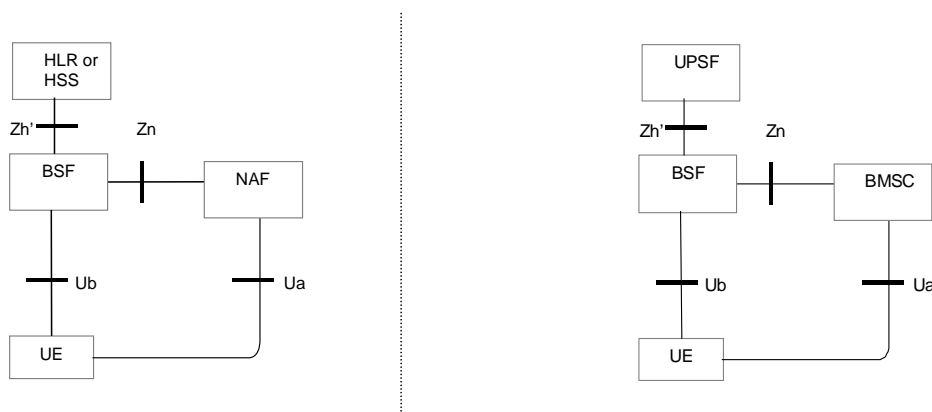 HLR or
HSS
Zh'
Zn
BSF
NAF
Ub
Ua
UE
UPSF
Zh'
Zn
BSF
BMSC
Ub
Ua
UE